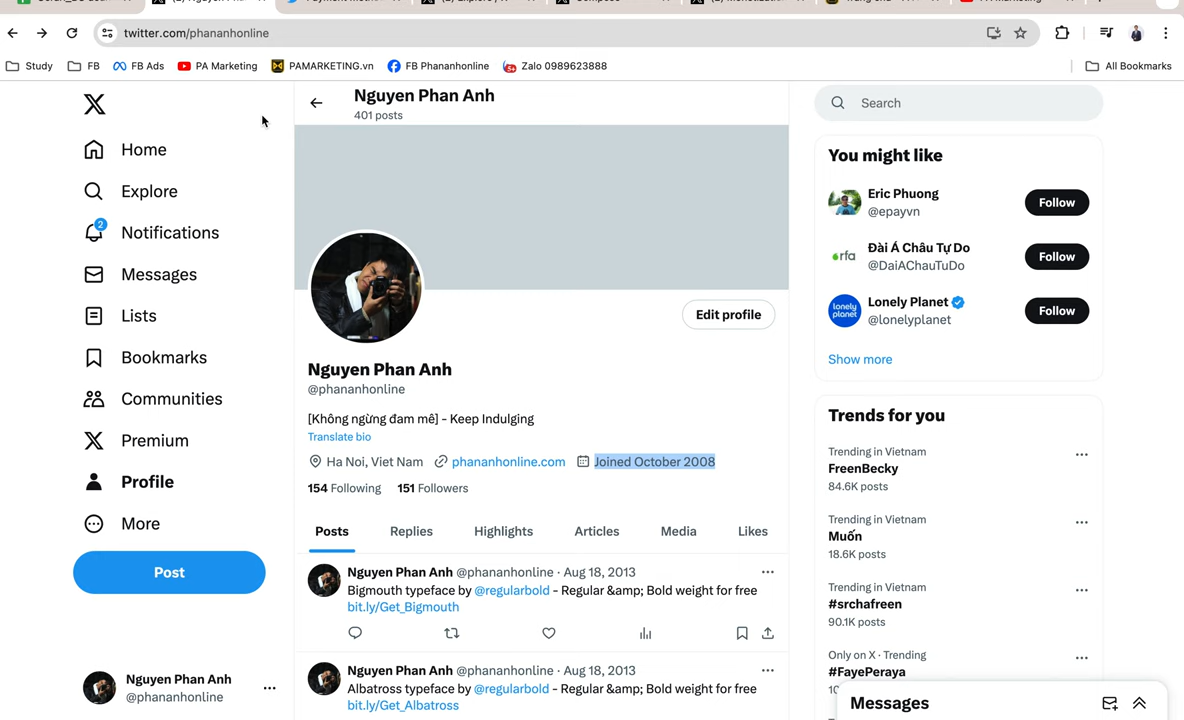 twitter.com/phananhonline
Study
FB
FB Ads
PA Marketing
PAMARKETING.vn
FB Phananhonline
Zalo 0989623888
All Bookmarks
Home
Explore
2
Notifications
Messages
Lists
Bookmarks
Communities
Premium
Profile
More
Post
Nguyen Phan Anh
@phananhonline
Nguyen Phan Anh
401 posts
Edit profile
Nguyen Phan Anh
@phananhonline
[Không ngừng đam mê] - Keep Indulging
Translate bio
Ha Noi, Viet Nam phananhonline.com Joined October 2008
154 Following 151 Followers
Posts Replies Highlights Articles Media Likes
Nguyen Phan Anh @phananhonline · Aug 18, 2013
Bigmouth typeface by @regularbold - Regular &amp; Bold weight for free
bit.ly/Get_Bigmouth
Nguyen Phan Anh @phananhonline · Aug 18, 2013
Albatross typeface by @regularbold - Regular &amp; Bold weight for free
bit.ly/Get_Albatross
Search
You might like
Eric Phuong
@epayvn
Follow
rfa
Đài Á Châu Tự Do
@DaiAChauTuDo
Follow
lonely planet
Lonely Planet
@lonelyplanet
Follow
Show more
Trends for you
Trending in Vietnam
FreenBecky
84.6K posts
Trending in Vietnam
Muốn
18.6K posts
Trending in Vietnam
#srchafreen
90.1K posts
Only on X · Trending
#FayePeraya
Messages